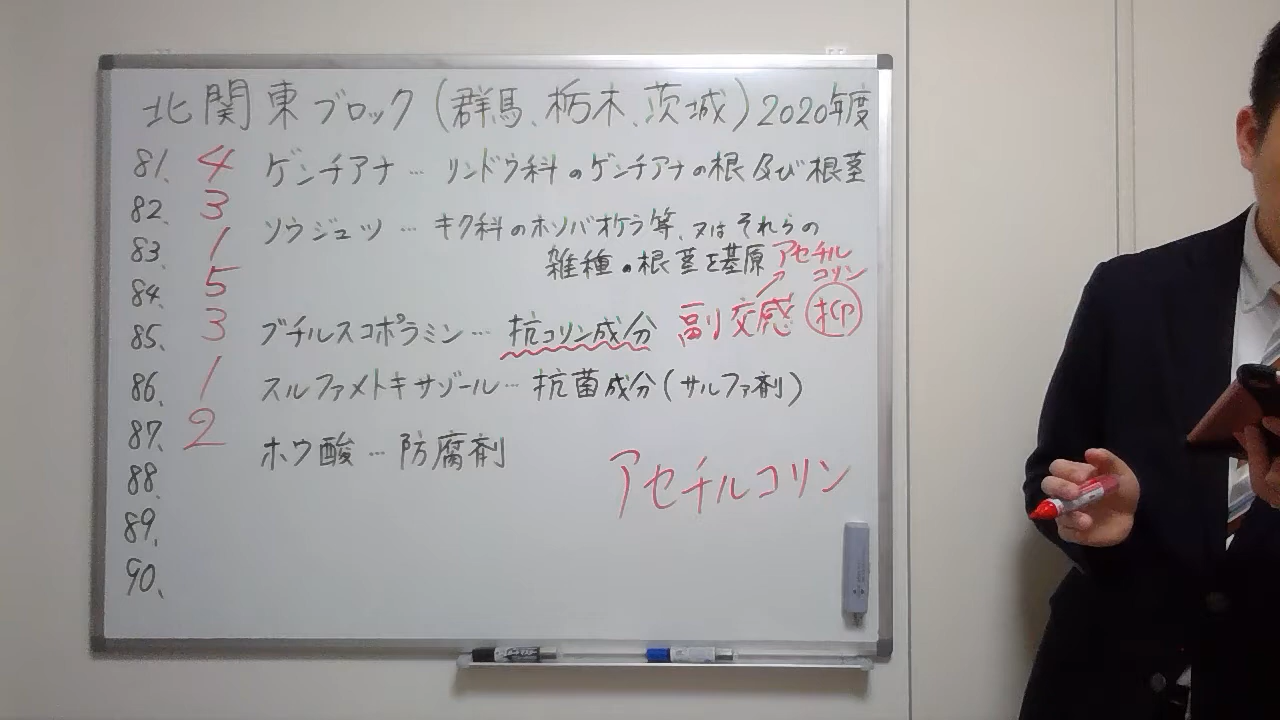 北関東ブロック(群馬、栃木、茨城)2020年度
81. 4 ゲンチアナ… リンドウ科のゲンチアナの根及び根茎
82. 3
83. 1 ソウジュツ … キク科のホソバオケラ等、又はそれらの
雑種の根茎を基原 アセチル
コリン
84. 5
85. 3 ブチルスコポラミン… 抗コリン成分 副交感 抑
86. 1 スルファメトキサゾール… 抗菌成分(サルファ剤)
87. 2 ホウ酸 … 防腐剤
アセチルコリン
88.
89.
90.